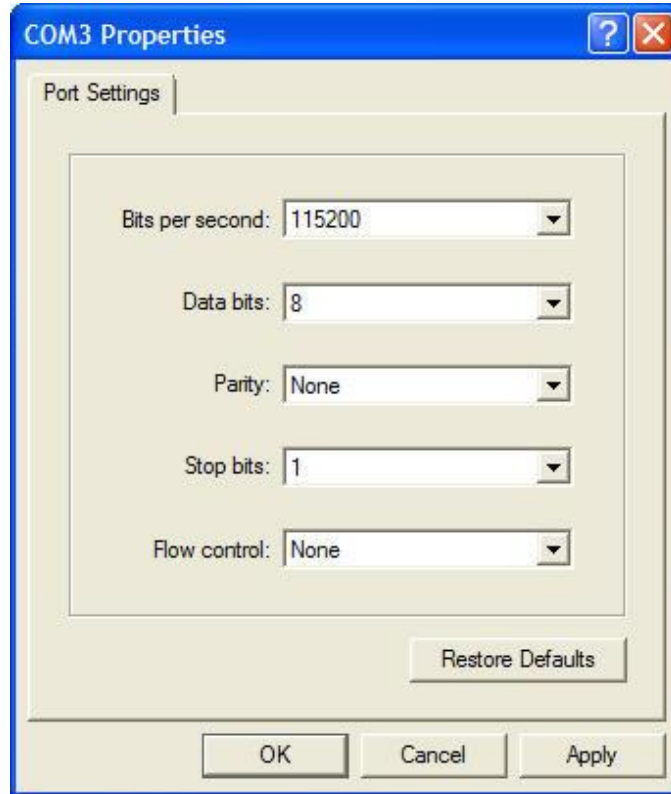 COM3 Properties
?
Port Settings
Bits per second: 115200
Data bits: 8
Parity: None
Stop bits: 1
Flow control: None
Restore Defaults
OK Cancel Apply